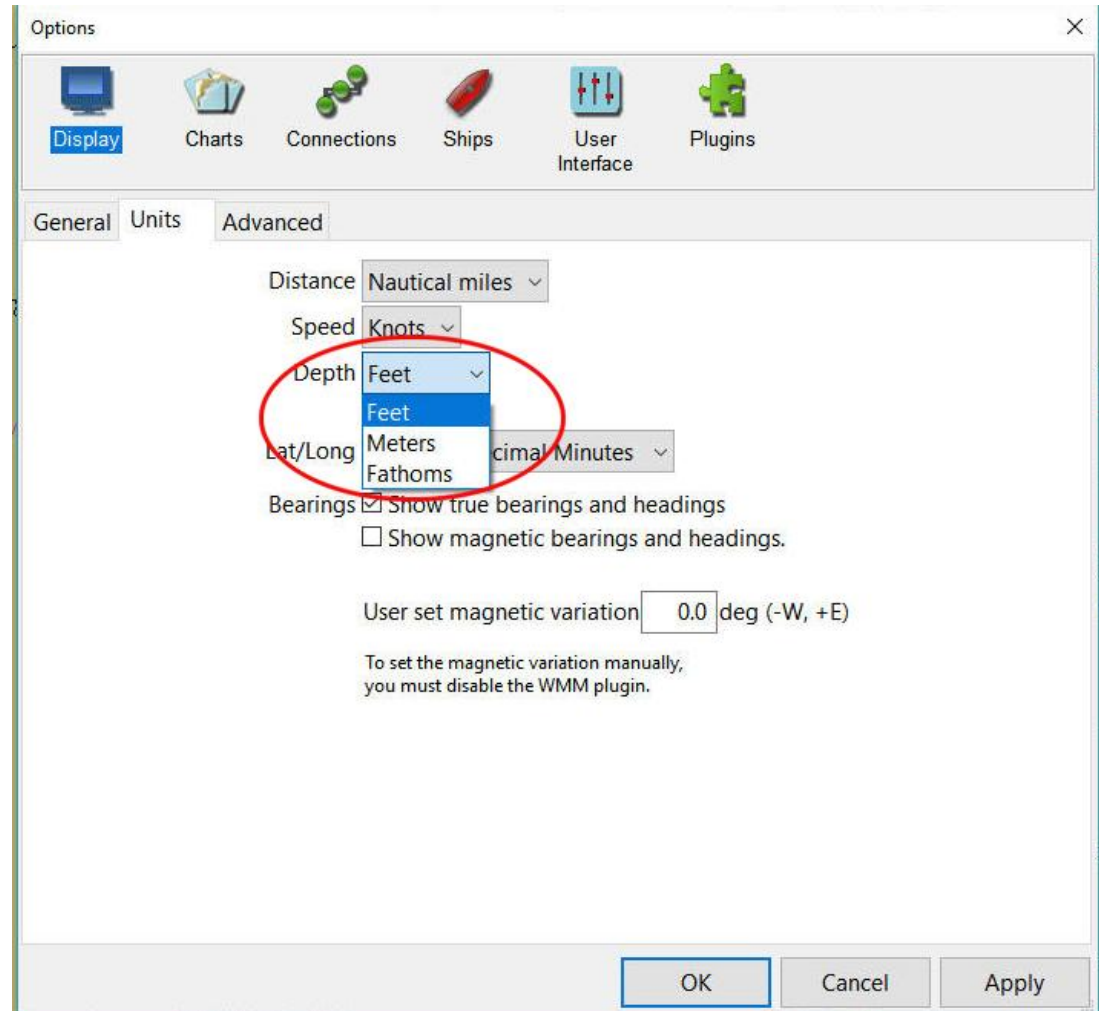 Options
Display
Charts
Connections
Ships
User
Interface
Plugins
General Units Advanced
Distance Nautical miles
Speed Knots
Depth Feet
Feet
Meters
Fathoms
Lat/Long Minutes
Bearings Show true bearings and headings
Show magnetic bearings and headings.
User set magnetic variation 0.0 deg (-W, +E)
To set the magnetic variation manually,
you must disable the WMM plugin.
OK Cancel Apply